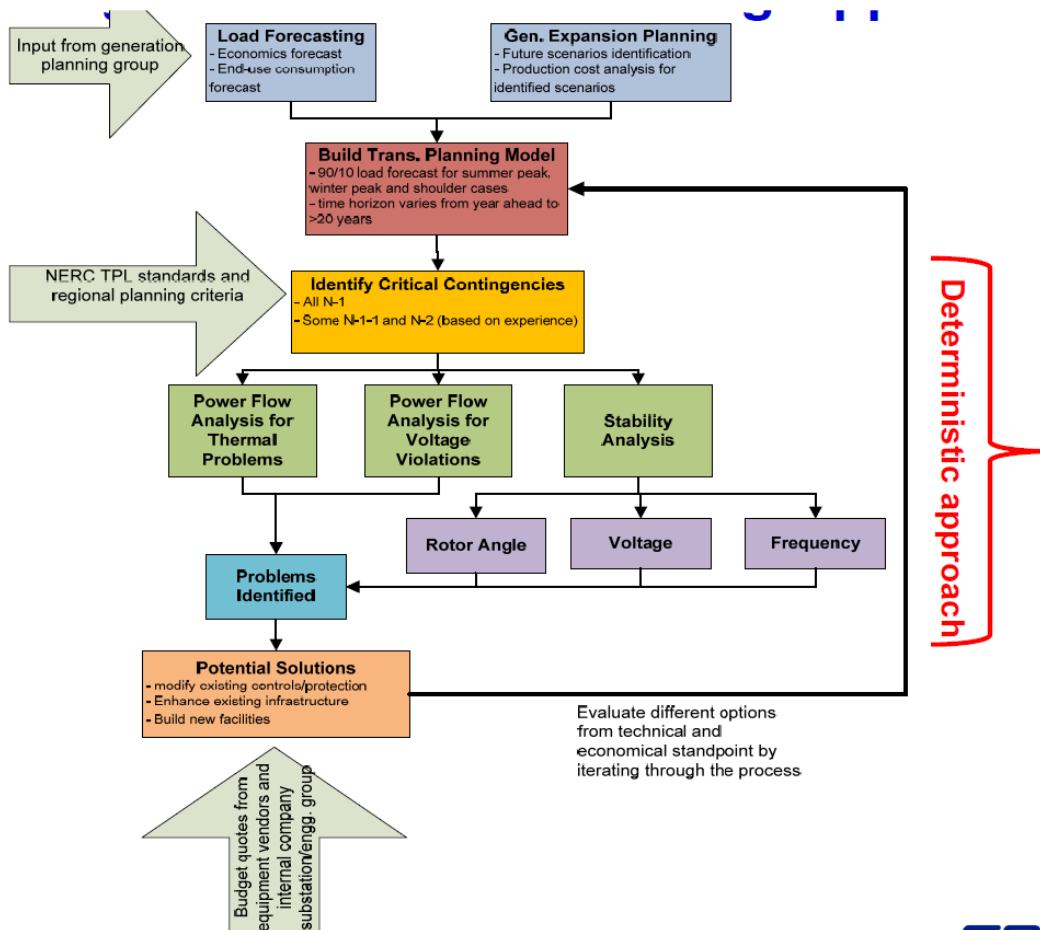 Input from generation
planning group
Load Forecasting
- Economics forecast
- End-use consumption
forecast
Gen. Expansion Planning
- Future scenarios identification
- Production cost analysis for
identified scenarios
Build Trans. Planning Model
- 90/10 load forecast for summer peak,
winter peak and shoulder cases
- time horizon varies from year ahead to
>20 years
NERC TPL standards and
regional planning criteria
Identify Critical Contingencies
- All N-1
- Some N-1-1 and N-2 (based on experience)
Power Flow
Analysis for
Thermal
Problems
Power Flow
Analysis for
Voltage
Violations
Stability
Analysis
Rotor Angle
Voltage
Frequency
Problems
Identified
Potential Solutions
- modify existing controls/protection
- Enhance existing infrastructure
- Build new facilities
Evaluate different options
from technical and
economical standpoint by
iterating through the process
Budget quotes from
equipment vendors and
internal company
substation/engg. group
Deterministic approach